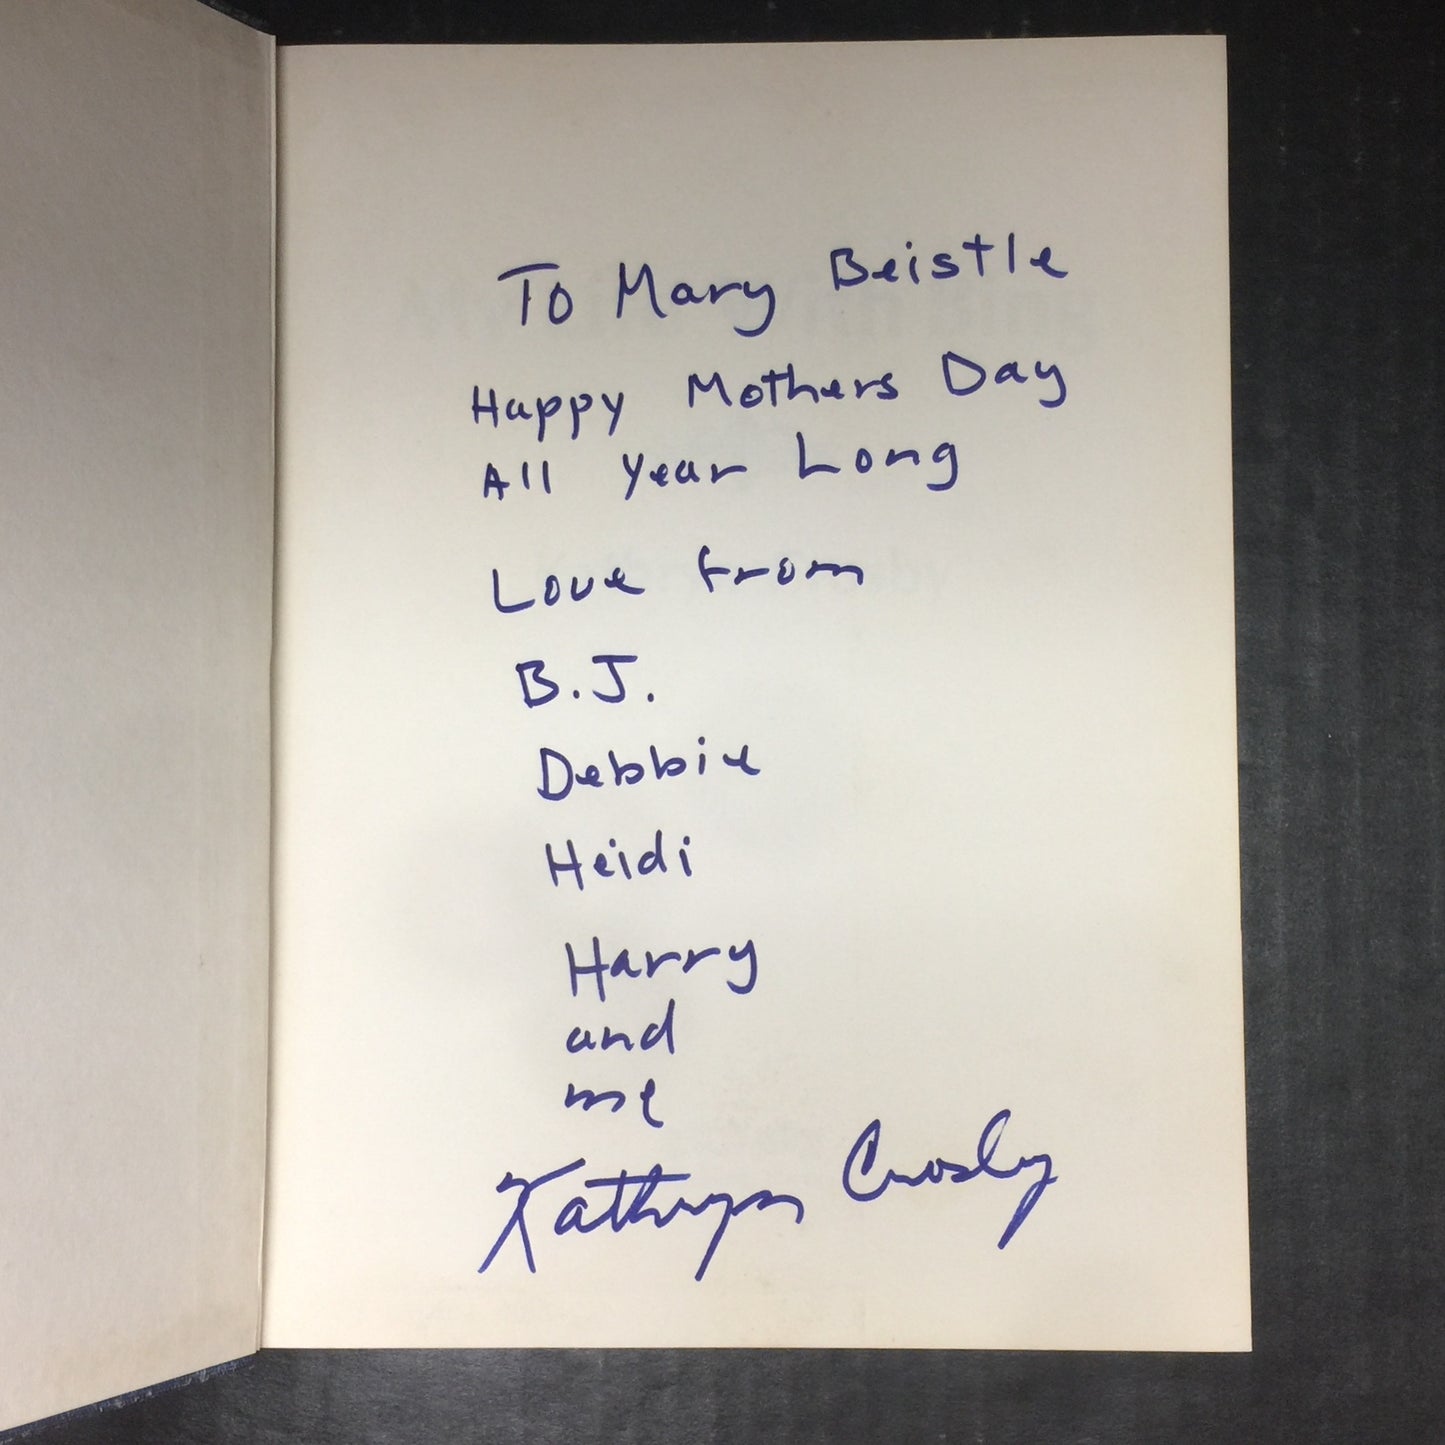 To Mary Beistle
Happy Mothers Day
All Year Long
Love from
B.J.
Debbie
Heidi
Harry
and
me
Kathryn Crosby